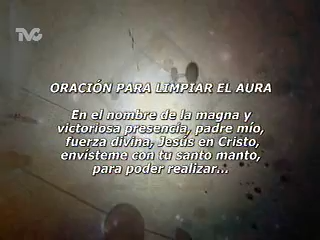 TVC
ORACIÓN PARA LIMPIAR EL AURA
En el nombre de la magna y
victoriosa presencia, padre mío,
fuerza divina, Jesús en Cristo,
envísteme con tu santo manto,
para poder realizar...